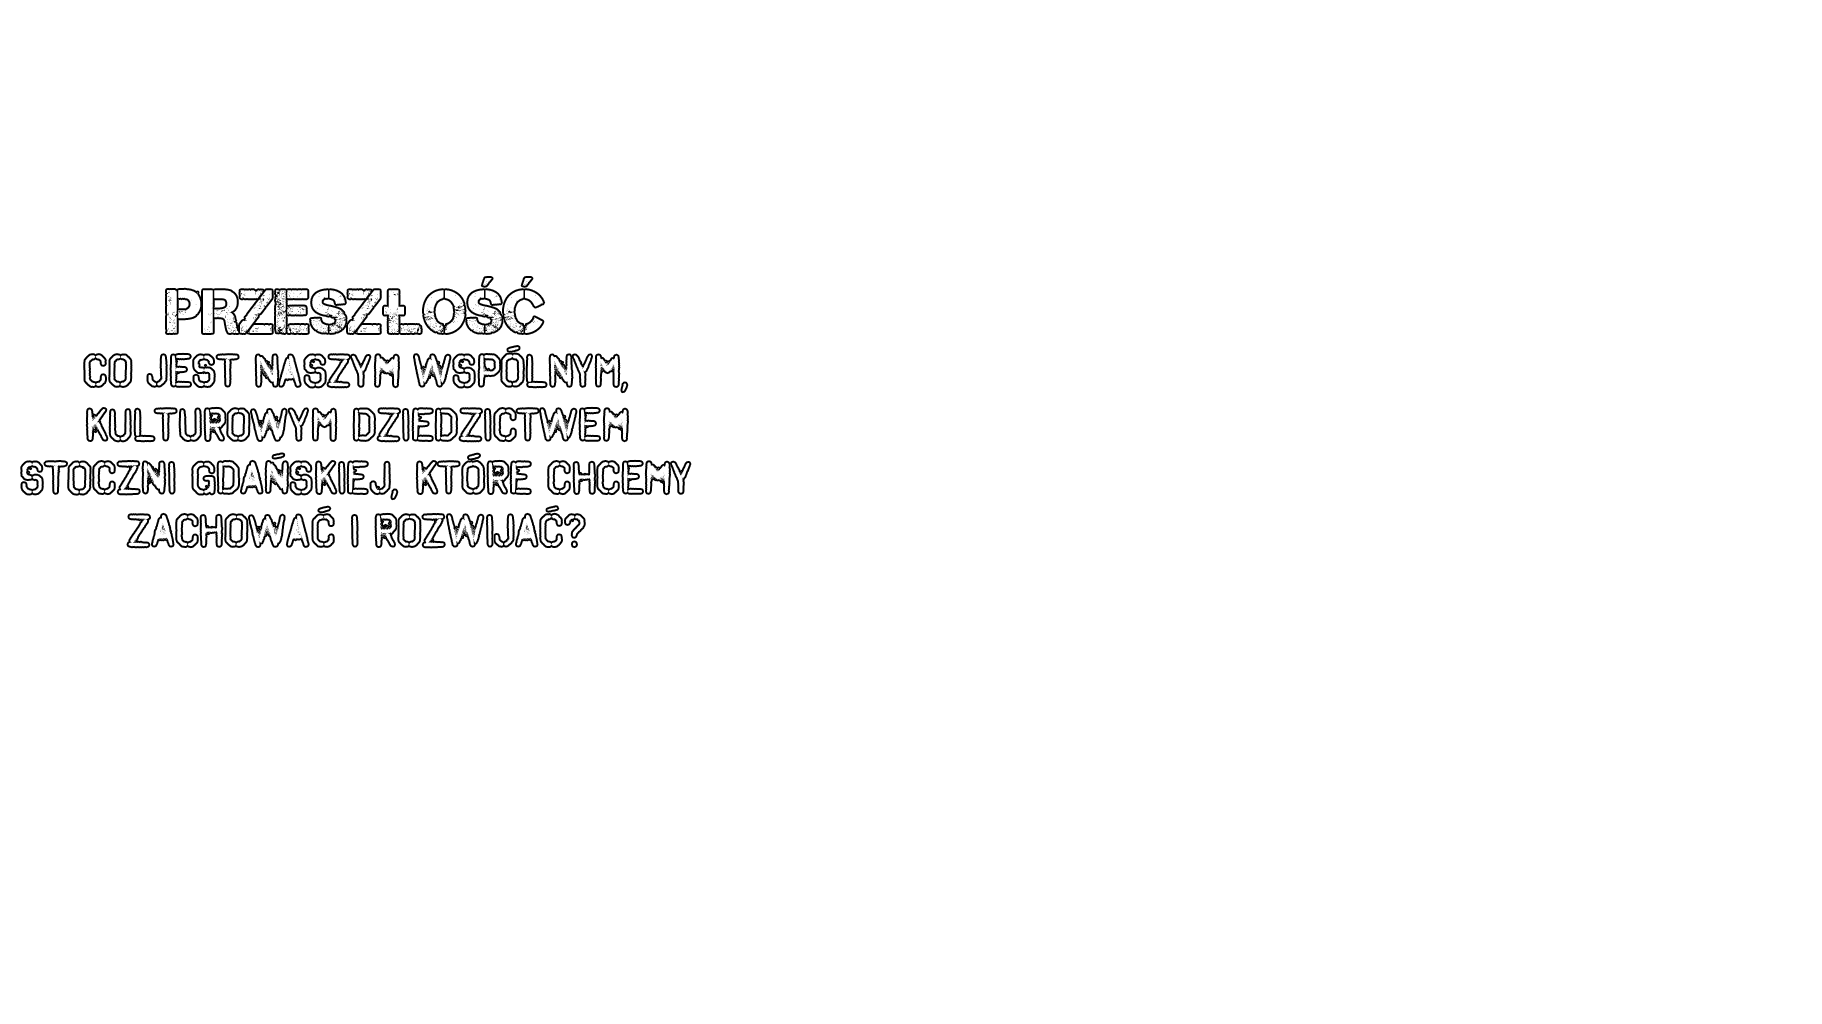 PRZESZŁOŚĆ
CO JEST NASZYM WSPÓLNYM,
KULTUROWYM DZIEDZICTWEM
STOCZNI GDAŃSKIEJ, KTÓRE CHCEMY
ZACHOWAĆ I ROZWIJAĆ?